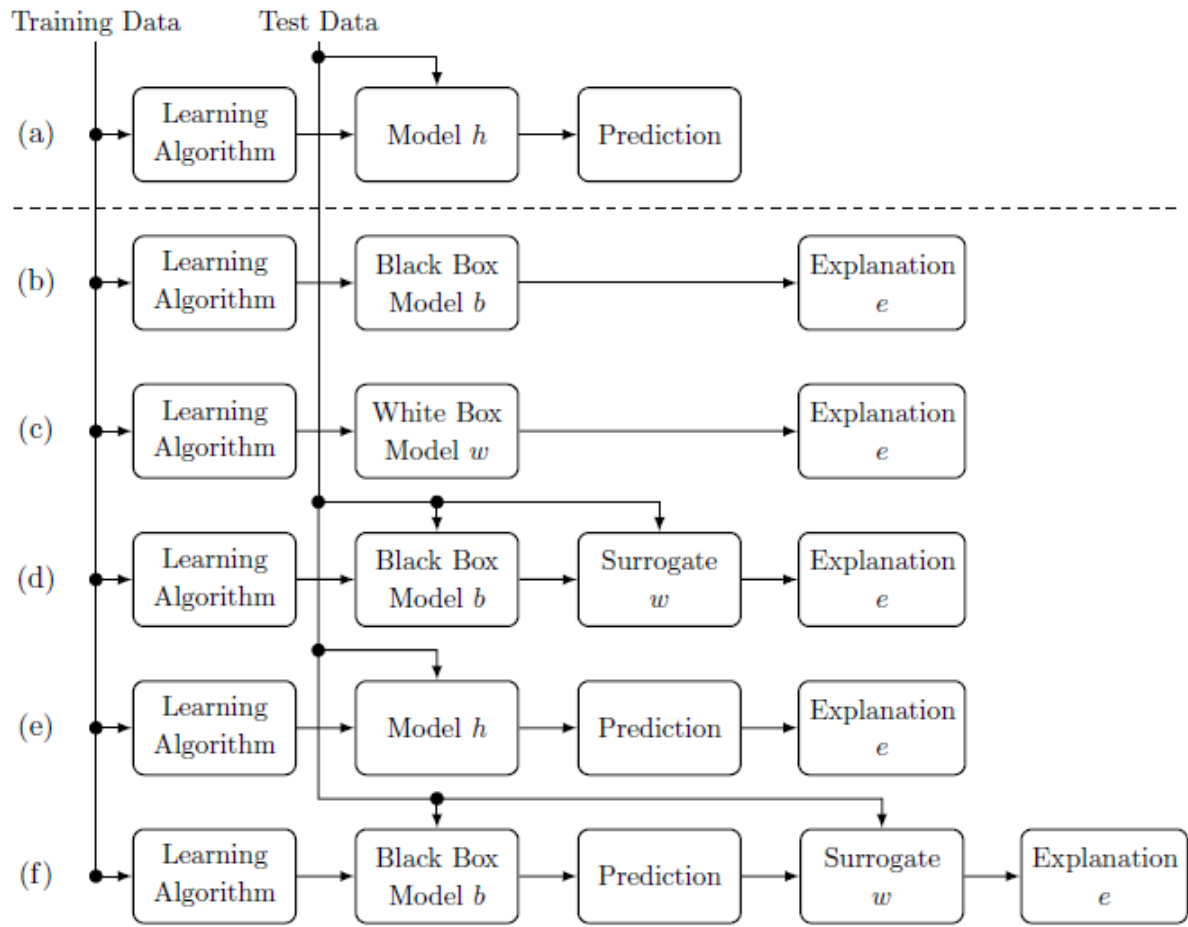 Training Data Test Data
(a) Learning Algorithm Model h Prediction
(b) Learning Algorithm Black Box Model b Explanation e
(c) Learning Algorithm White Box Model w Explanation e
(d) Learning Algorithm Black Box Model b Surrogate w Explanation e
(e) Learning Algorithm Model h Prediction Explanation e
(f) Learning Algorithm Black Box Model b Prediction Surrogate w Explanation e